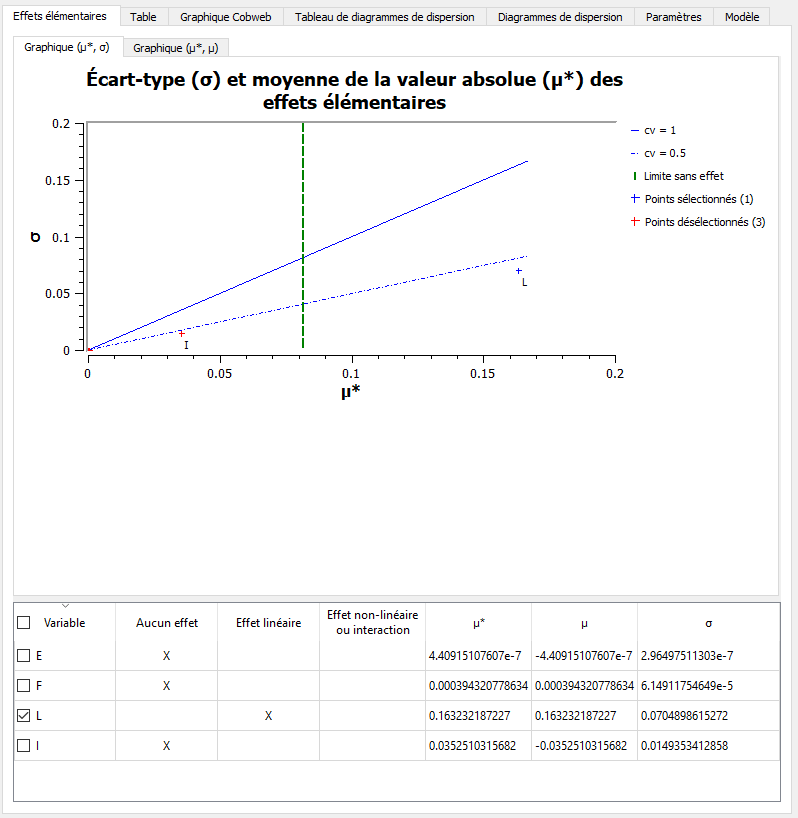 Effets élémentaires Table Graphique Cobweb Tableau de diagrammes de dispersion Diagrammes de dispersion Paramètres Modèle
Graphique (μ*, σ) Graphique (μ*, μ)
Écart-type (σ) et moyenne de la valeur absolue (μ*) des
effets élémentaires
0.2
0.15
0.1
0.05
0
σ
L
I
0 0.05 0.1 0.15 0.2
μ*
cv = 1
cv = 0.5
Limite sans effet
Points sélectionnés (1)
Points désélectionnés (3)
Variable Aucun effet Effet linéaire Effet non-linéaire
ou interaction μ* μ σ
E X 4.40915107607e-7 -4.40915107607e-7 2.96497511303e-7
F X 0.000394320778634 0.000394320778634 6.14911754649e-5
L X 0.163232187227 0.163232187227 0.0704898615272
I X 0.0352510315682 -0.0352510315682 0.0149353412858